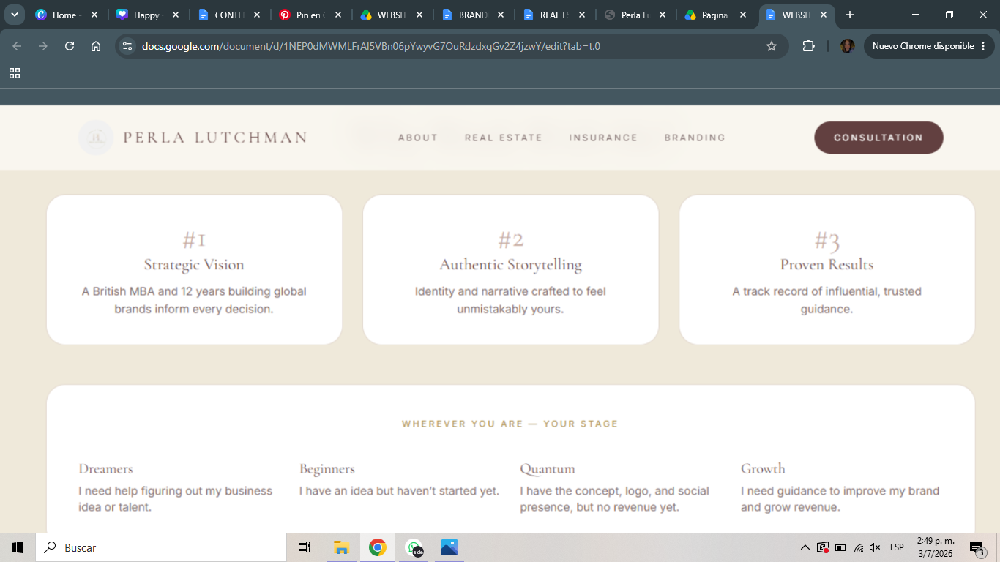 Home
Happy
CONTEN
Pin en
WEBSIT
BRAND
REAL ES
Perla Lu
Página
WEBSIT
docs.google.com/document/d/1NEP0dMWMLFrAI5VBn06pYwyvG7OuRdzdxqGv2Z4jzwY/edit?tab=t.0
Nuevo Chrome disponible
PERLA LUTCHMAN
ABOUT
REAL ESTATE
INSURANCE
BRANDING
CONSULTATION
#1
Strategic Vision
A British MBA and 12 years building global
brands inform every decision.
#2
Authentic Storytelling
Identity and narrative crafted to feel
unmistakably yours.
#3
Proven Results
A track record of influential, trusted
guidance.
WHEREVER YOU ARE — YOUR STAGE
Dreamers
I need help figuring out my business
idea or talent.
Beginners
I have an idea but haven't started yet.
Quantum
I have the concept, logo, and social
presence, but no revenue yet.
Growth
I need guidance to improve my brand
and grow revenue.
Buscar
ESP
2:49 p. m.
3/7/2026
3